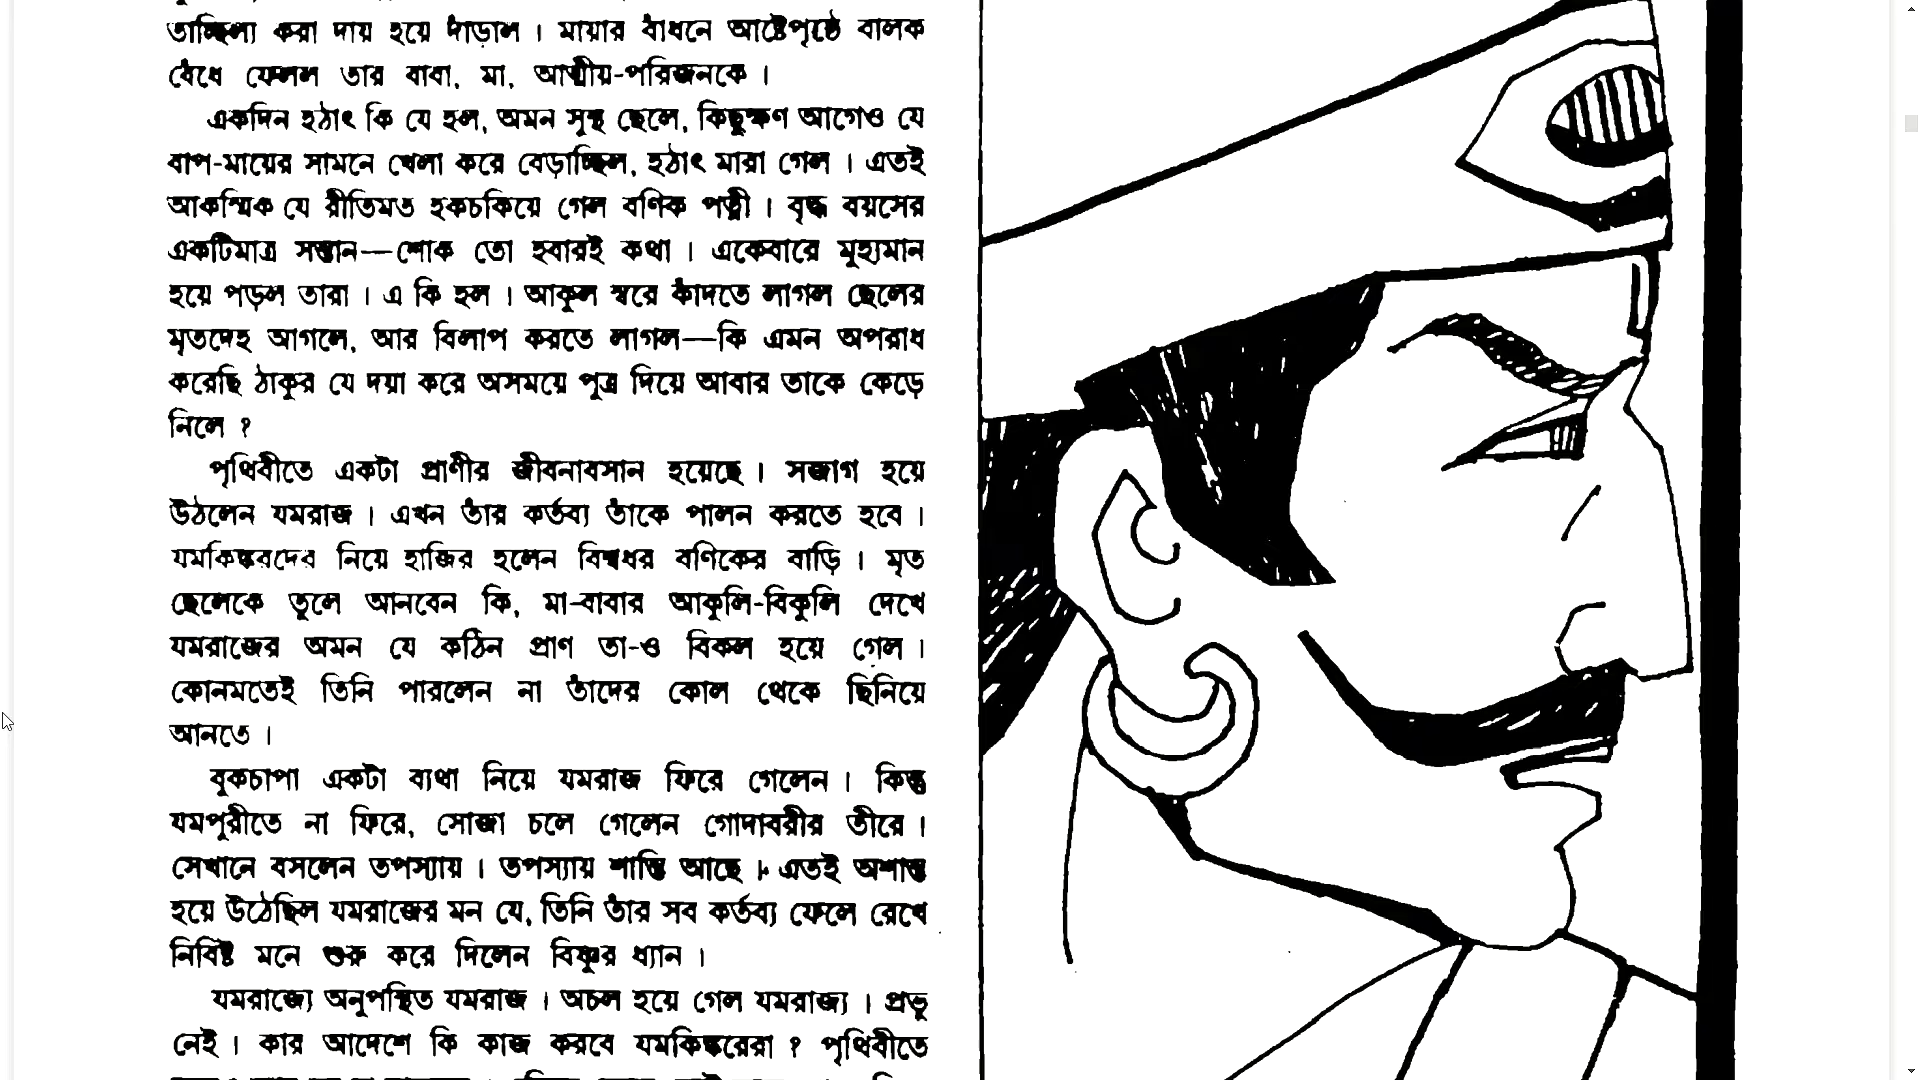 তাচ্ছিল্য করা দায় হয়ে দাঁড়াল । মায়ার বাঁধনে আষ্টেপৃষ্ঠে বালক
বেঁধে ফেলল তার বাবা, মা, আত্মীয়-পরিজনকে ।
একদিন হঠাৎ কি যে হল, অমন সুস্থ ছেলে, কিছুক্ষণ আগেও যে
বাপ-মায়ের সামনে খেলা করে বেড়াচ্ছিল, হঠাৎ মারা গেল । এতই
আকস্মিক যে রীতিমত হকচকিয়ে গেল বণিক পত্নী । বৃদ্ধ বয়সের
একটিমাত্র সন্তান—শোক তো হবারই কথা । একেবারে মুহ্যমান
হয়ে পড়ল তারা । এ কি হল । আকুল স্বরে কাঁদতে লাগল ছেলের
মৃতদেহ আগলে, আর বিলাপ করতে লাগল—কি এমন অপরাধ
করেছি ঠাকুর যে দয়া করে অসময়ে পুত্র দিয়ে আবার তাকে কেড়ে
নিলে ?
পৃথিবীতে একটা প্রাণীর জীবনাবসান হয়েছে । সজাগ হয়ে
উঠলেন যমরাজ । এখন তাঁর কর্তব্য তাঁকে পালন করতে হবে ।
যমকিঙ্করদের নিয়ে হাজির হলেন বিশ্বধর বণিকের বাড়ি । মৃত
ছেলেকে তুলে আনবেন কি, মা-বাবার আকুলি-বিকুলি দেখে
যমরাজের অমন যে কঠিন প্রাণ তা-ও বিকল হয়ে গেল ।
কোনমতেই তিনি পারলেন না তাঁদের কোল থেকে ছিনিয়ে
আনতে ।
বুকচাপা একটা ব্যথা নিয়ে যমরাজ ফিরে গেলেন । কিন্তু
যমপুরীতে না ফিরে, সোজা চলে গেলেন গোদাবরীর তীরে ।
সেখানে বসলেন তপস্যায় । তপস্যায় শান্তি আছে । এতই অশান্ত
হয়ে উঠেছিল যমরাজের মন যে, তিনি তাঁর সব কর্তব্য ফেলে রেখে
নিবিষ্ট মনে শুরু করে দিলেন বিষ্ণুর ধ্যান ।
যমরাজ্যে অনুপস্থিত যমরাজ । অচল হয়ে গেল যমরাজ্য । প্রভু
নেই । কার আদেশে কি কাজ করবে যমকিঙ্করেরা ? পৃথিবীতে